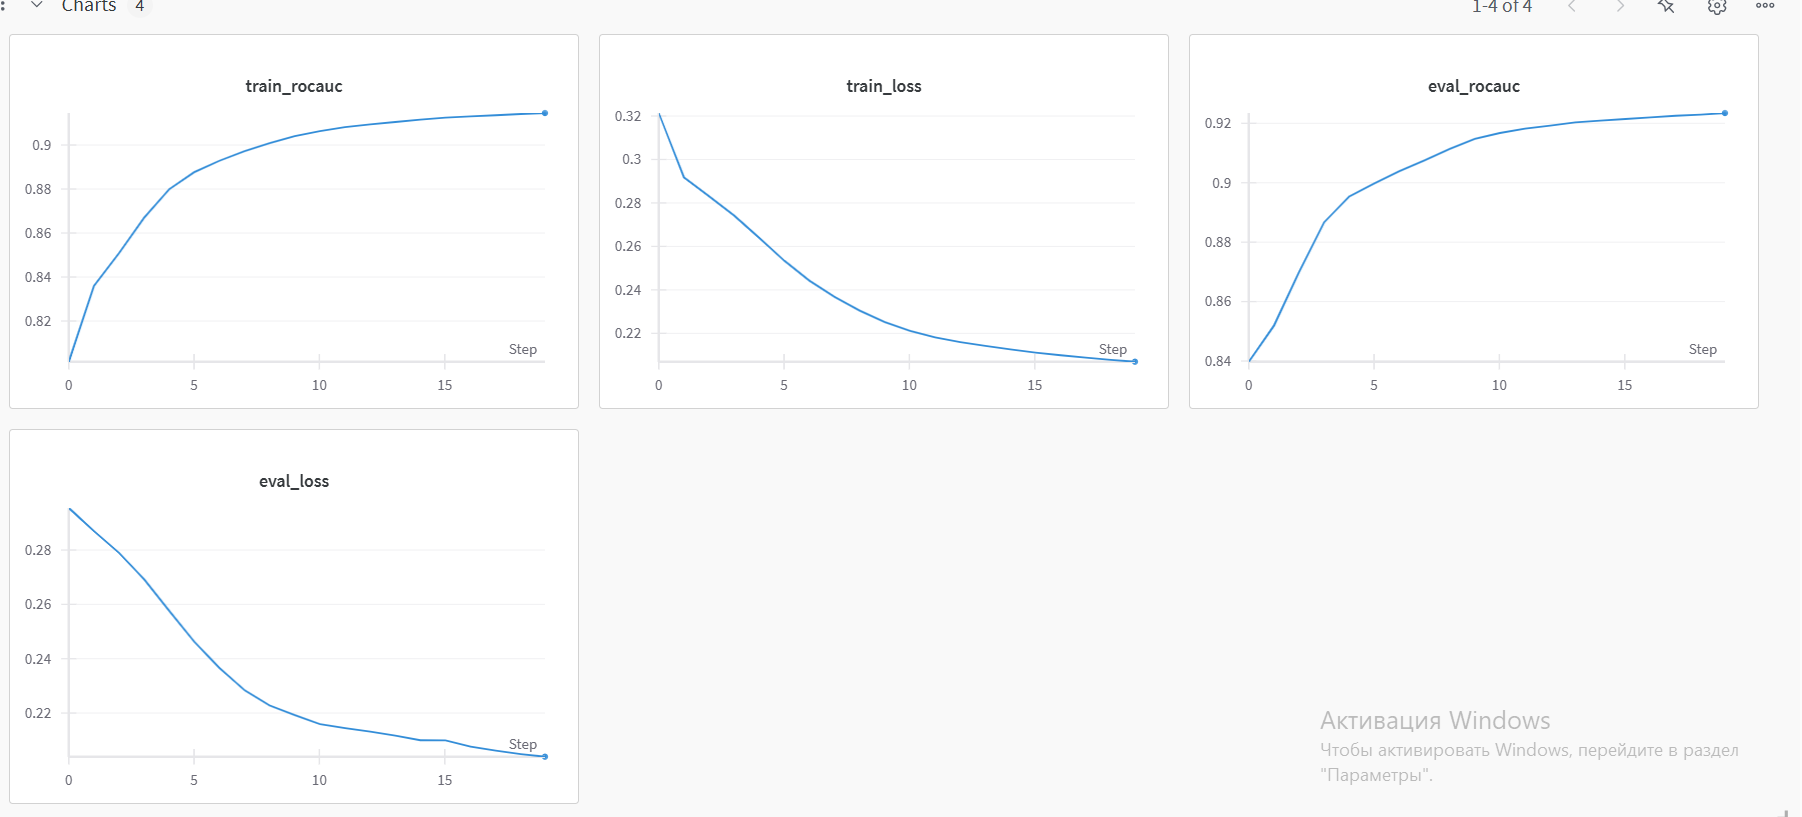 Charts 4
1-4 of 4
train_rocauc
0.9
0.88
0.86
0.84
0.82
Step
0 5 10 15
train_loss
0.32
0.3
0.28
0.26
0.24
0.22
Step
0 5 10 15
eval_rocauc
0.92
0.9
0.88
0.86
0.84
Step
0 5 10 15
eval_loss
0.28
0.26
0.24
0.22
Step
0 5 10 15
Активация Windows
Чтобы активировать Windows, перейдите в раздел
"Параметры".